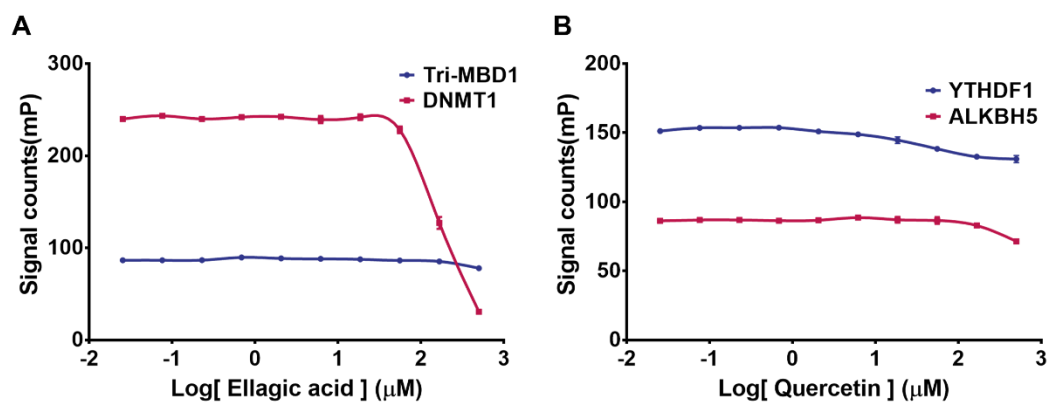 A
Signal counts(mP)
300
200
100
0
-2
-1
0
1
2
3
Log[ Ellagic acid ] (μM)
Tri-MBD1
DNMT1
B
Signal counts(mP)
200
150
100
50
0
-2
-1
0
1
2
3
Log[ Quercetin ] (μM)
YTHDF1
ALKBH5